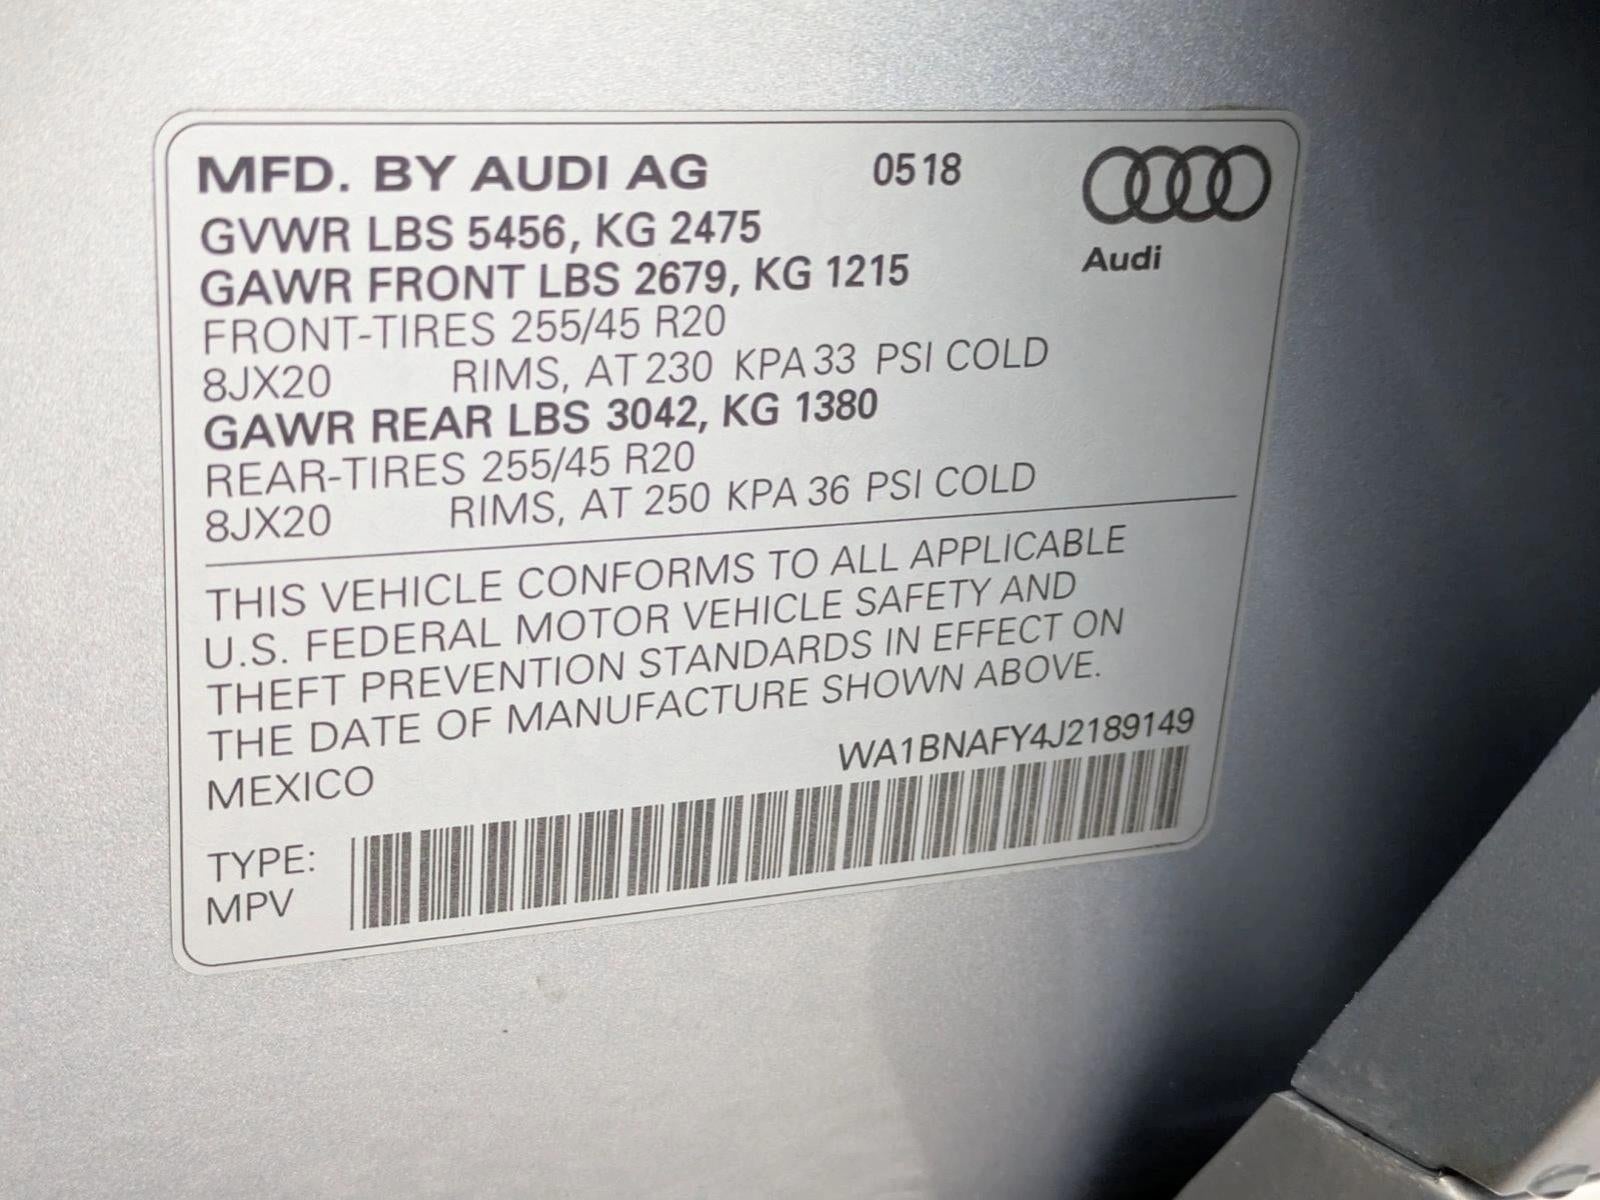 MFD. BY AUDI AG 0518
GVWR LBS 5456, KG 2475
Audi
GAWR FRONT LBS 2679, KG 1215
FRONT-TIRES 255/45 R20
8JX20 RIMS, AT 230 KPA 33 PSI COLD
GAWR REAR LBS 3042, KG 1380
REAR-TIRES 255/45 R20
8JX20 RIMS, AT 250 KPA 36 PSI COLD
THIS VEHICLE CONFORMS TO ALL APPLICABLE
U.S. FEDERAL MOTOR VEHICLE SAFETY AND
THEFT PREVENTION STANDARDS IN EFFECT ON
THE DATE OF MANUFACTURE SHOWN ABOVE.
MEXICO WA1BNAFY4J2189149
TYPE:
MPV